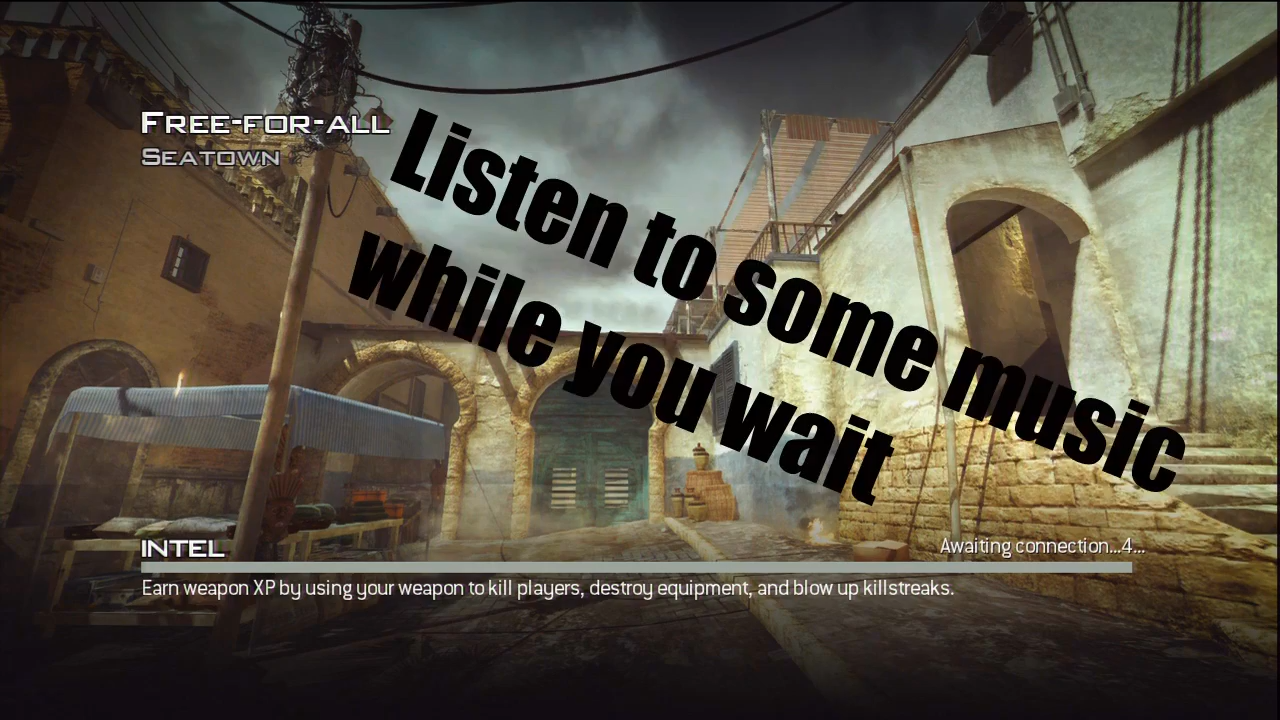 FREE-FOR-ALL
SEATOWN
Listen to some music
while you wait
INTEL
Awaiting connection...4...
Earn weapon XP by using your weapon to kill players, destroy equipment, and blow up killstreaks.